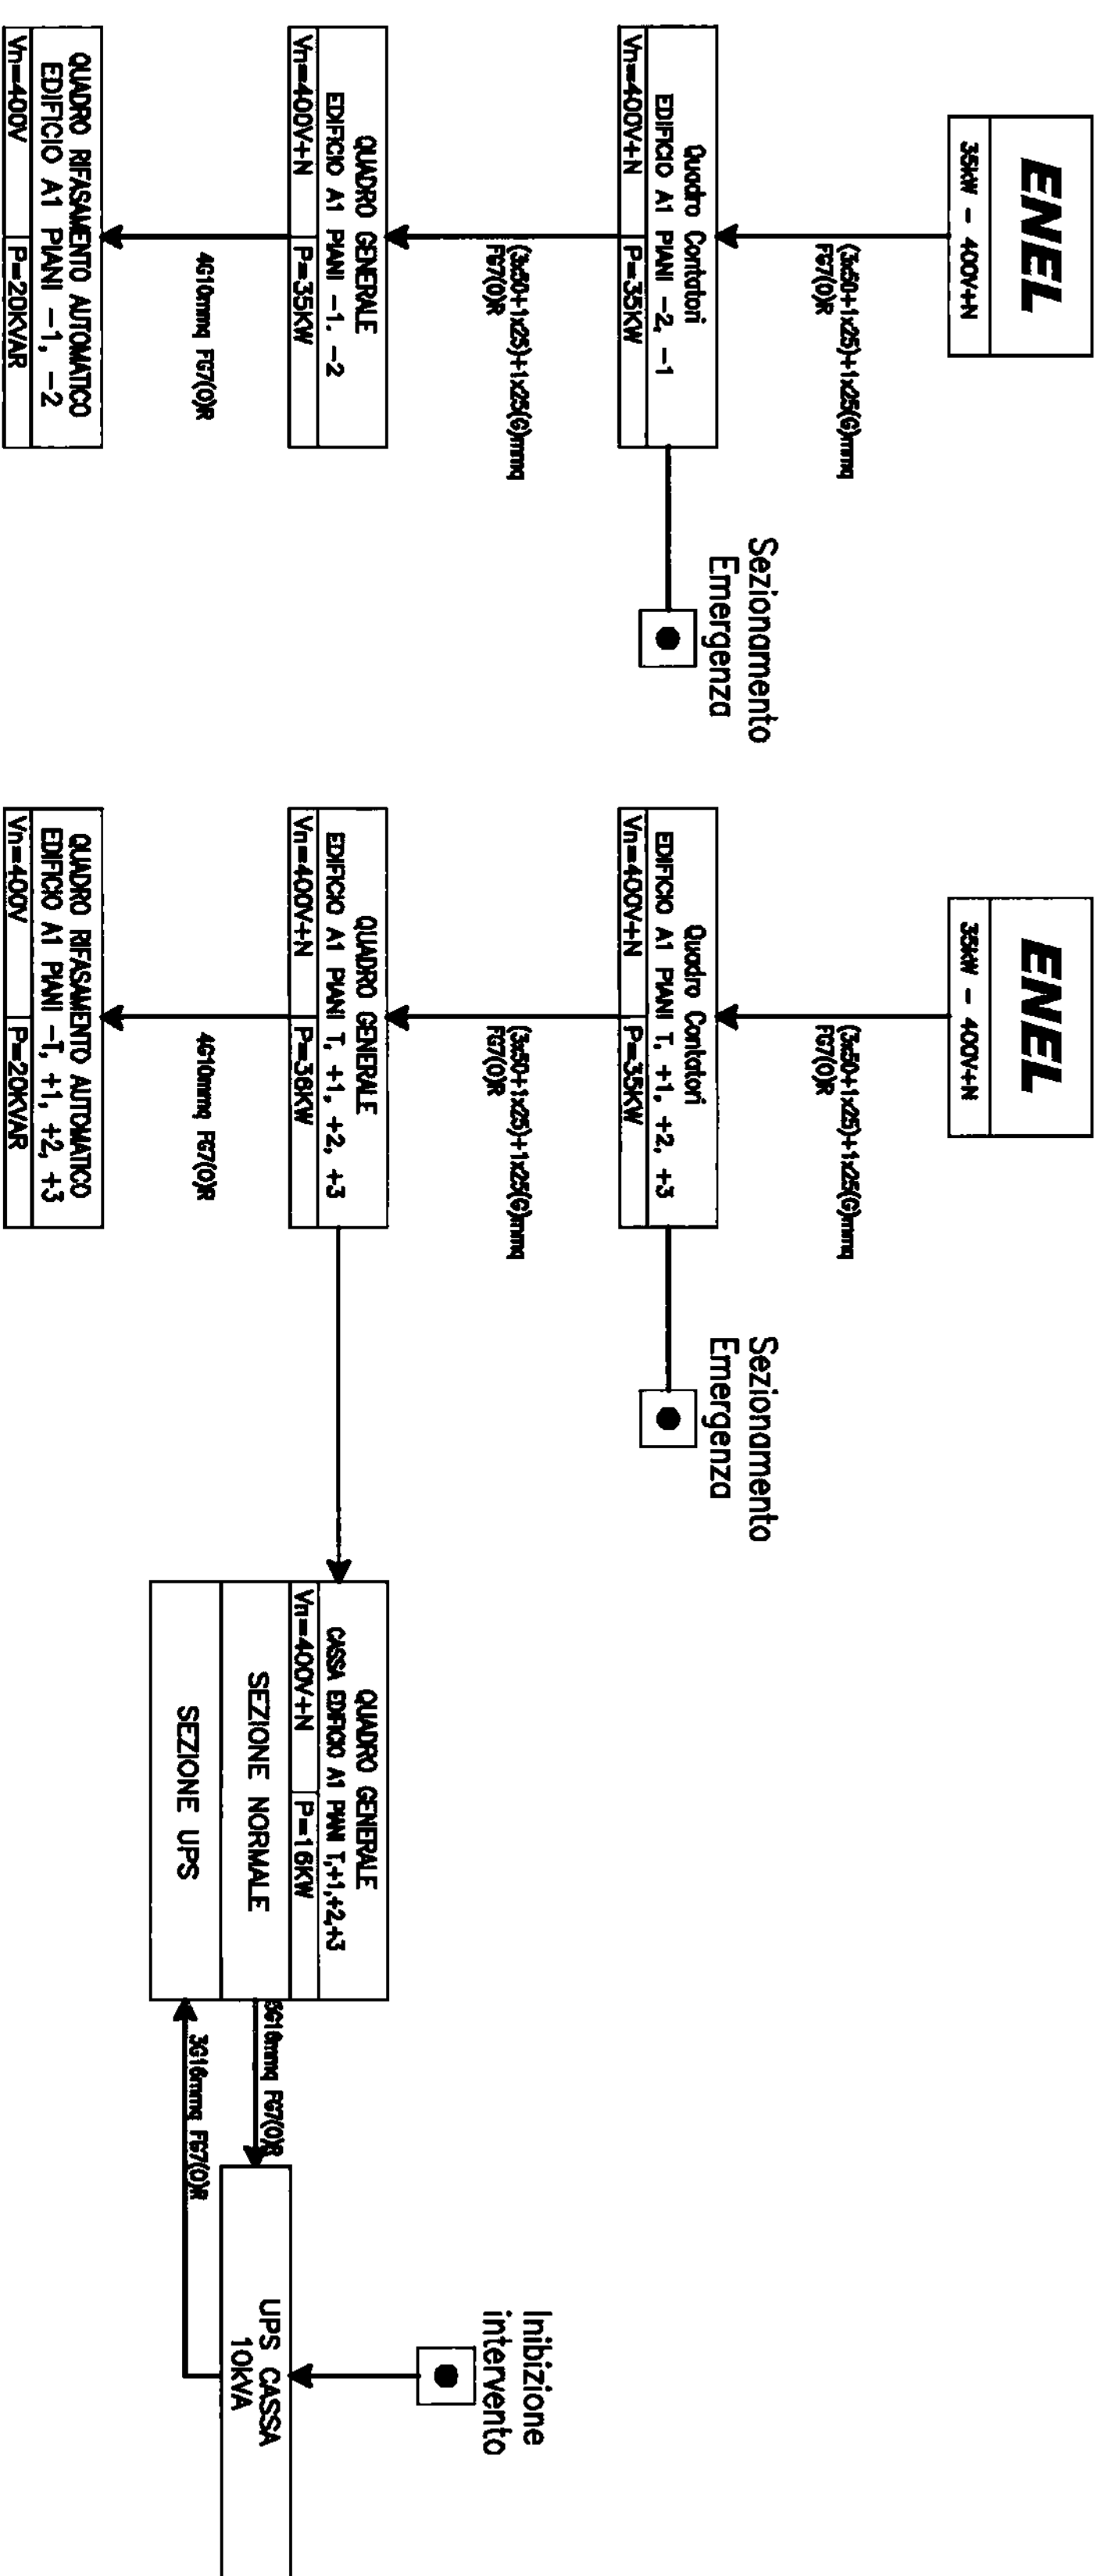 ENEL
35kW - 400V+N
(3x50+1x25)+1x25(G)mmq
FG7(O)R
Quadro Contatori
EDIFICIO A1 PIANI -2, -1
Vn=400V+N P=35KW
Sezionamento
Emergenza
(3x50+1x25)+1x25(G)mmq
FG7(O)R
QUADRO GENERALE
EDIFICIO A1 PIANI -1. -2
Vn=400V+N P=35KW
4G10mmq FG7(O)R
QUADRO RIFASAMENTO AUTOMATICO
EDIFICIO A1 PIANI -1, -2
Vn=400V P=20KVAR
ENEL
35kW - 400V+N
(3x50+1x25)+1x25(G)mmq
FG7(O)R
Quadro Contatori
EDIFICIO A1 PIANI T, +1, +2, +3
Vn=400V+N P=35KW
Sezionamento
Emergenza
(3x50+1x25)+1x25(G)mmq
FG7(O)R
QUADRO GENERALE
EDIFICIO A1 PIANI T, +1, +2, +3
Vn=400V+N P=36KW
4G10mmq FG7(O)R
QUADRO RIFASAMENTO AUTOMATICO
EDIFICIO A1 PIANI -T, +1, +2, +3
Vn=400V P=20KVAR
QUADRO GENERALE
CASSA EDIFICIO A1 PIANI T,+1,+2,+3
Vn=400V+N P=16KW
SEZIONE NORMALE
SEZIONE UPS
FG7(O)R
3G16mmq FG7(O)R
Inibizione
intervento
UPS CASSA
10kVA